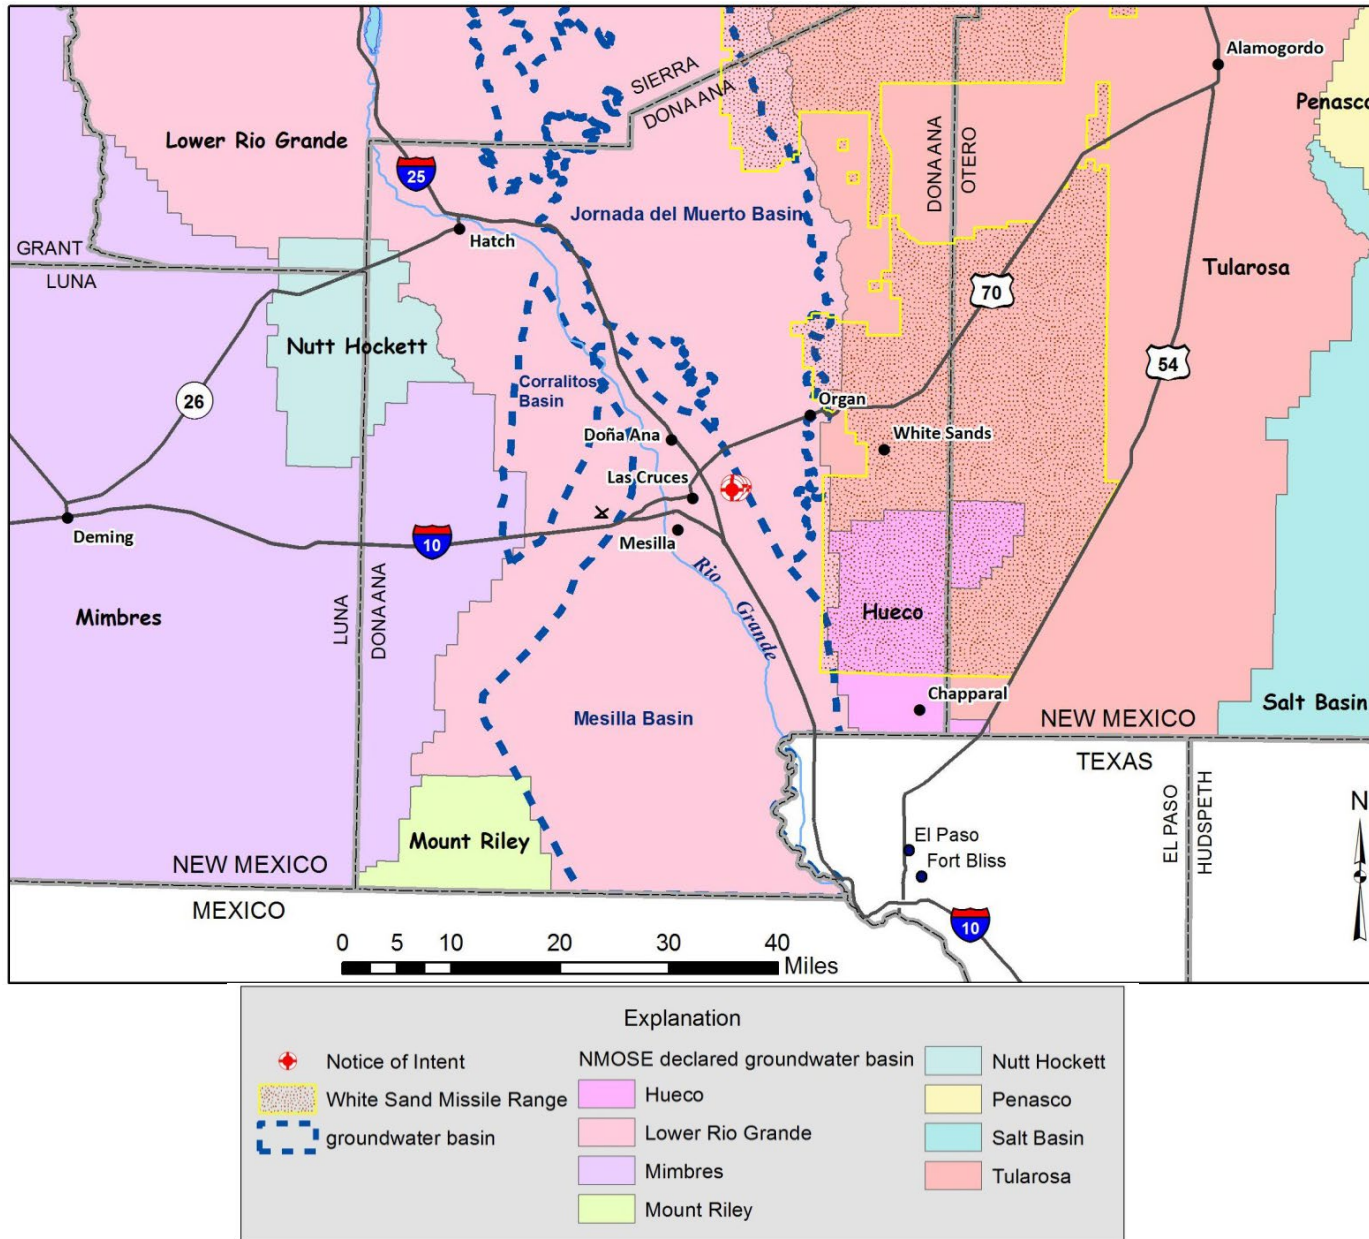 Alamogordo
SIERRA
DONA ANA
Penasco
Lower Rio Grande
25
DONA ANA
OTERO
Jornada del Muerto Basin
Hatch
GRANT
LUNA
Tularosa
70
Nutt Hockett
54
Corralitos
Basin
26
Organ
Doña Ana
White Sands
Las Cruces
Deming
10
Mesilla
Rio
Grande
Mimbres
LUNA
DONA ANA
Hueco
Chapparal
Salt Basin
Mesilla Basin
NEW MEXICO
TEXAS
EL PASO
HUDSPETH
N
Mount Riley
El Paso
Fort Bliss
NEW MEXICO
MEXICO
10
0 5 10 20 30 40
Miles
Explanation
Notice of Intent
White Sand Missile Range
groundwater basin
NMOSE declared groundwater basin
Hueco
Lower Rio Grande
Mimbres
Mount Riley
Nutt Hockett
Penasco
Salt Basin
Tularosa